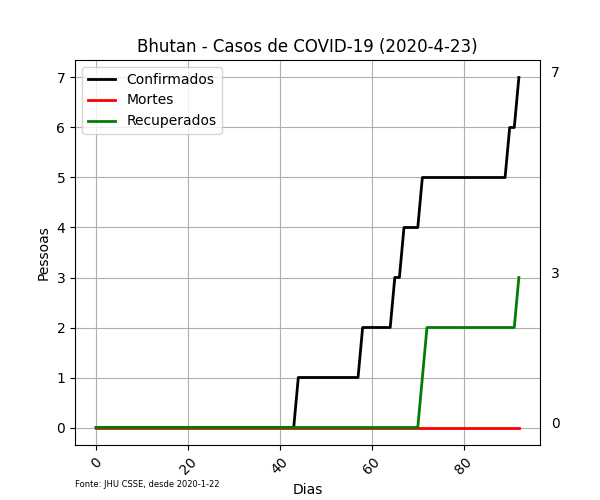 Bhutan - Casos de COVID-19 (2020-4-23)
Confirmados
Mortes
Recuperados
Pessoas
7
6
5
4
3
2
1
0
7
3
0
0 20 40 60 80
Dias
Fonte: JHU CSSE, desde 2020-1-22